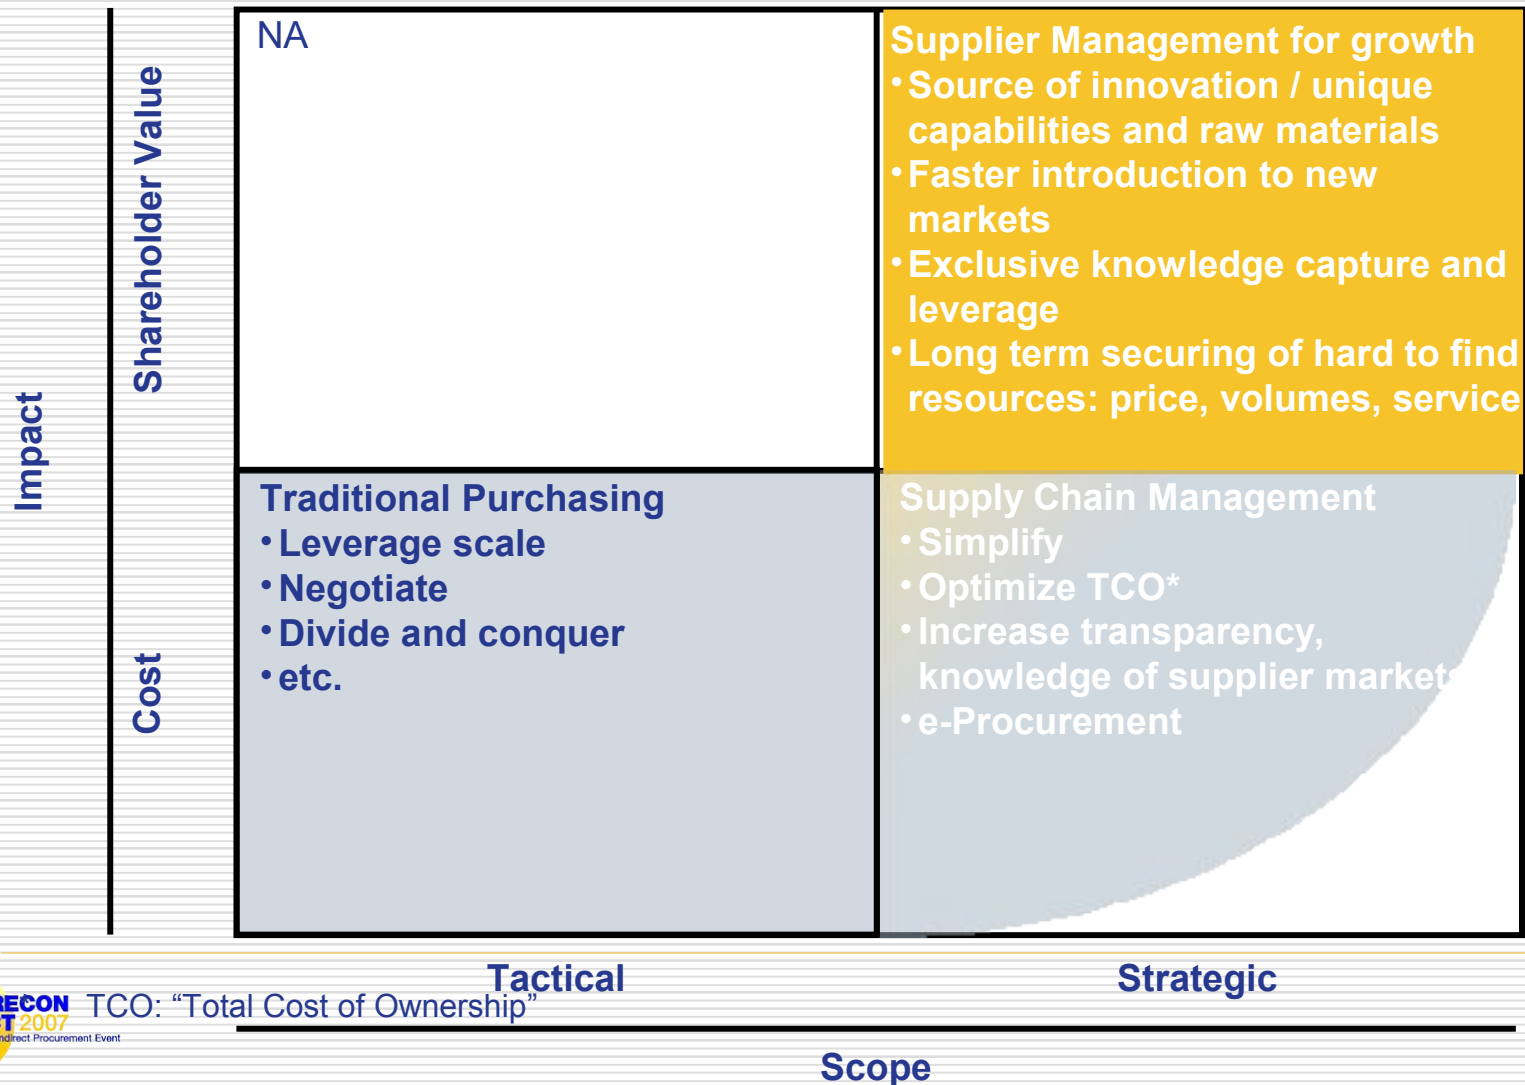 NA
Supplier Management for growth
• Source of innovation / unique
capabilities and raw materials
• Faster introduction to new
markets
• Exclusive knowledge capture and
leverage
• Long term securing of hard to find
resources: price, volumes, service
Shareholder Value
Impact
Cost
Traditional Purchasing
• Leverage scale
• Negotiate
• Divide and conquer
• etc.
Supply Chain Management
• Simplify
• Optimize TCO*
• Increase transparency,
knowledge of supplier markets
• e-Procurement
Tactical
Strategic
* TCO: “Total Cost of Ownership”
2007
Procurement Event
Scope